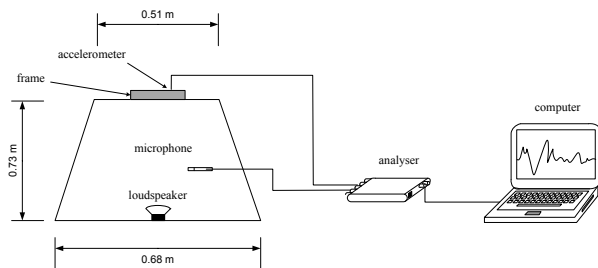 0.51 m
accelerometer
frame
computer
0.73 m
microphone
analyser
loudspeaker
0.68 m